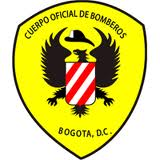 CUERPO OFICIAL DE BOMBEROS
BOGOTA, D.C.